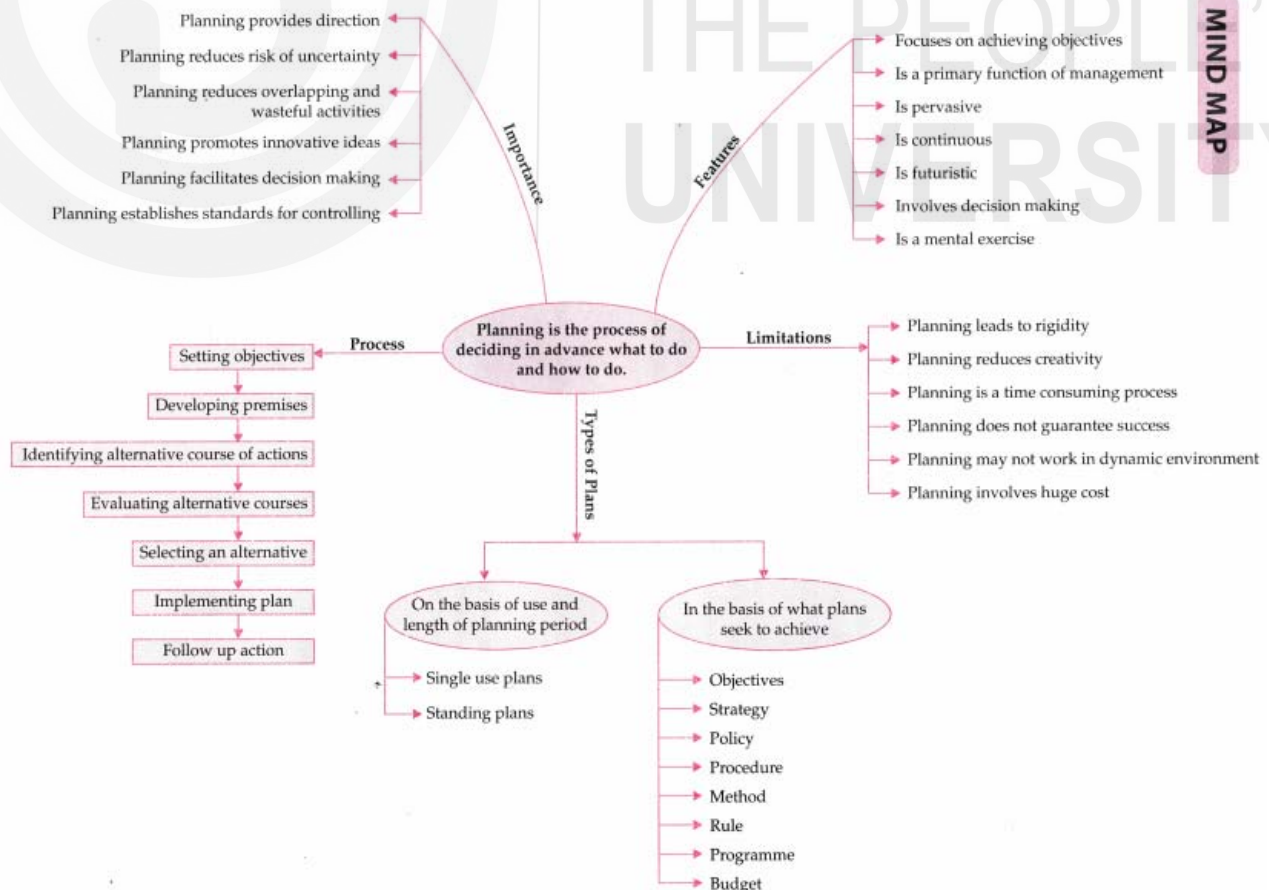 THE PEOPLE'
UNIVERSITY
MIND MAP
Planning provides direction
Planning reduces risk of uncertainty
Planning reduces overlapping and
wasteful activities
Planning promotes innovative ideas
Planning facilitates decision making
Planning establishes standards for controlling
Importance
Features
Focuses on achieving objectives
Is a primary function of management
Is pervasive
Is continuous
Is futuristic
Involves decision making
Is a mental exercise
Planning is the process of
deciding in advance what to do
and how to do.
Process
Setting objectives
Developing premises
Identifying alternative course of actions
Evaluating alternative courses
Selecting an alternative
Implementing plan
Follow up action
Limitations
Planning leads to rigidity
Planning reduces creativity
Planning is a time consuming process
Planning does not guarantee success
Planning may not work in dynamic environment
Planning involves huge cost
Types of Plans
On the basis of use and
length of planning period
Single use plans
Standing plans
In the basis of what plans
seek to achieve
Objectives
Strategy
Policy
Procedure
Method
Rule
Programme
Budget